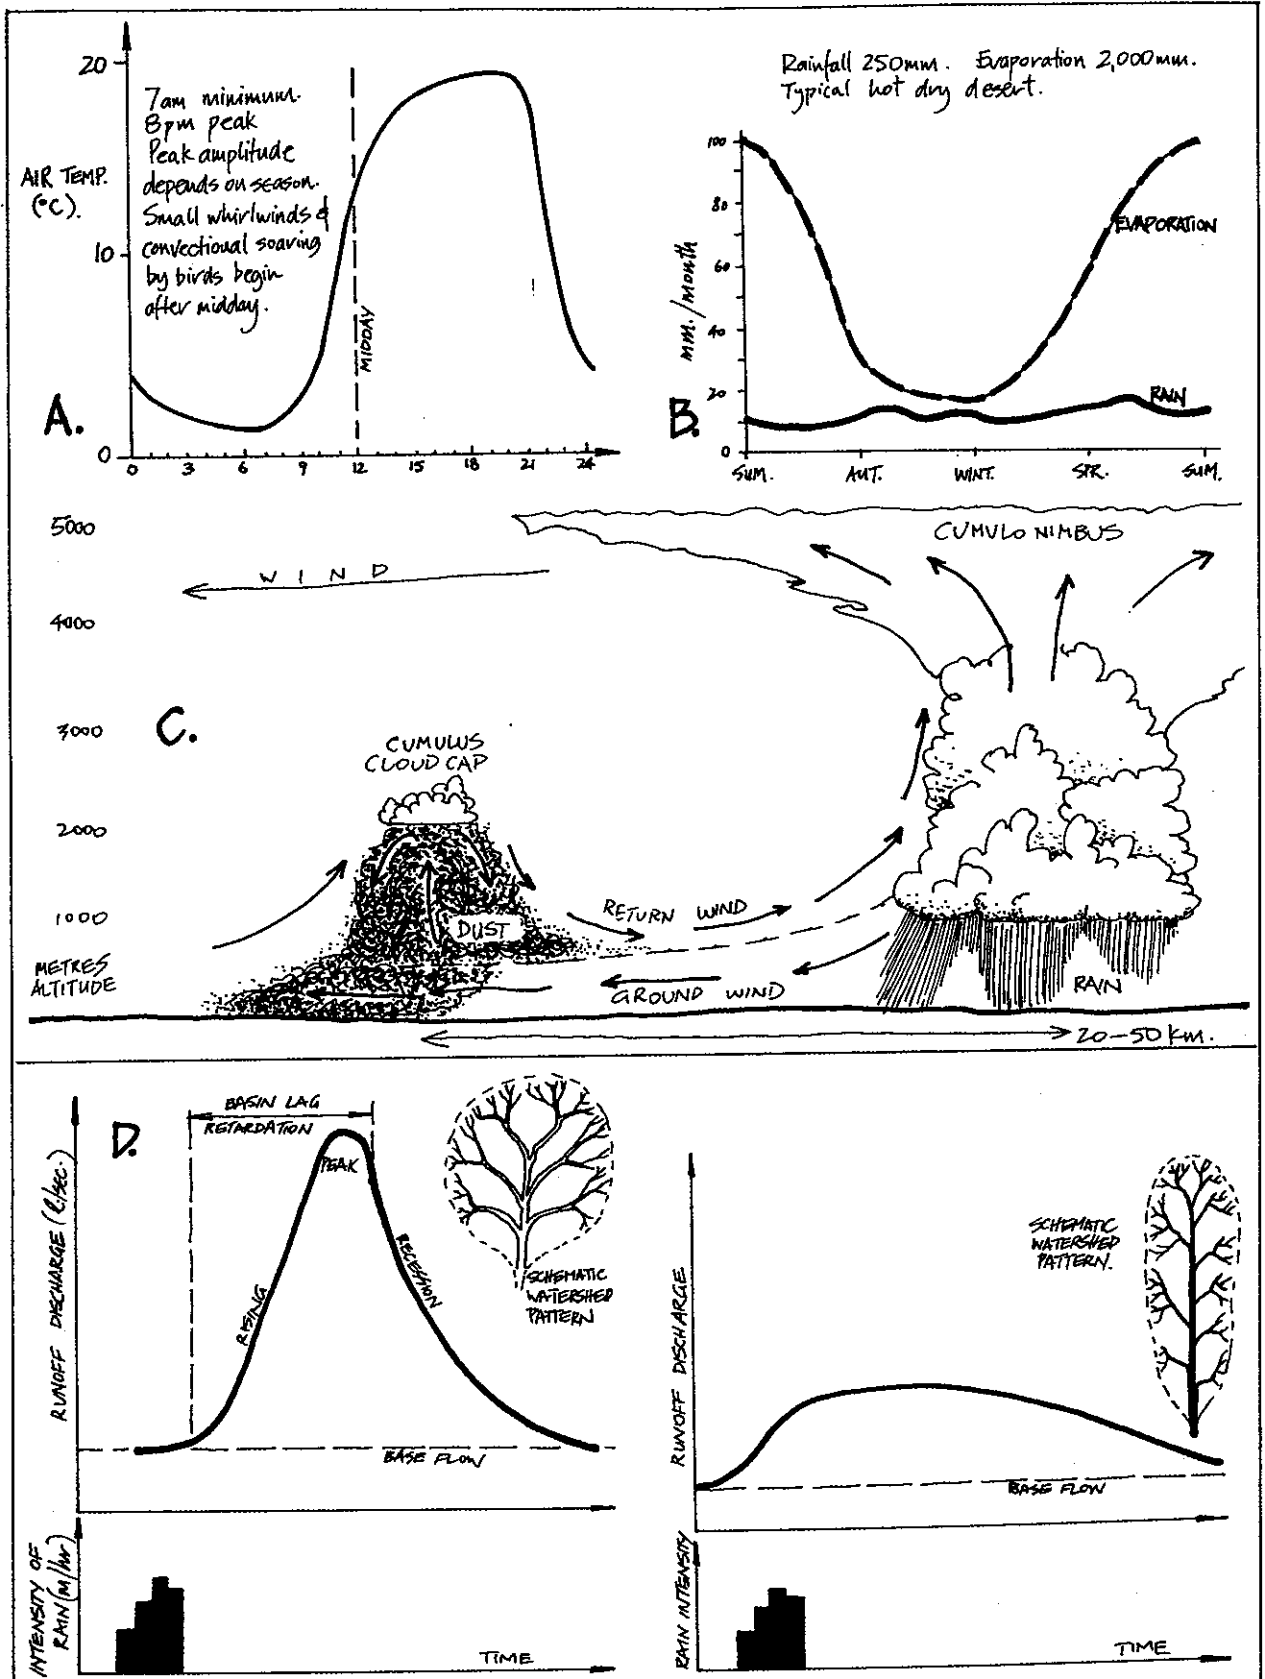 20
7am minimum.
8pm peak
Peak amplitude
depends on season.
Small whirlwinds &
convectional soaring
by birds begin
after midday.
AIR TEMP.
(°C).
10
MIDDAY
A.
0
0 3 6 9 12 15 18 21 24
Rainfall 250mm. Evaporation 2,000mm.
Typical hot dry desert.
100
80
60
40
20
0
mm./month
EVAPORATION
RAIN
B.
SUM. AUT. WINT. SPR. SUM.
5000
4000
3000
2000
1000
METRES
ALTITUDE
WIND
CUMULO NIMBUS
C.
CUMULUS
CLOUD CAP
DUST
RETURN WIND
GROUND WIND
RAIN
20-50 Km.
D.
BASIN LAG
RETARDATION
PEAK
RISING
RECESSION
SCHEMATIC
WATERSHED
PATTERN
RUNOFF DISCHARGE (l/sec.)
BASE FLOW
INTENSITY OF
RAIN (m/hr)
TIME
SCHEMATIC
WATERSHED
PATTERN.
RUNOFF DISCHARGE
BASE FLOW
RAIN INTENSITY
TIME